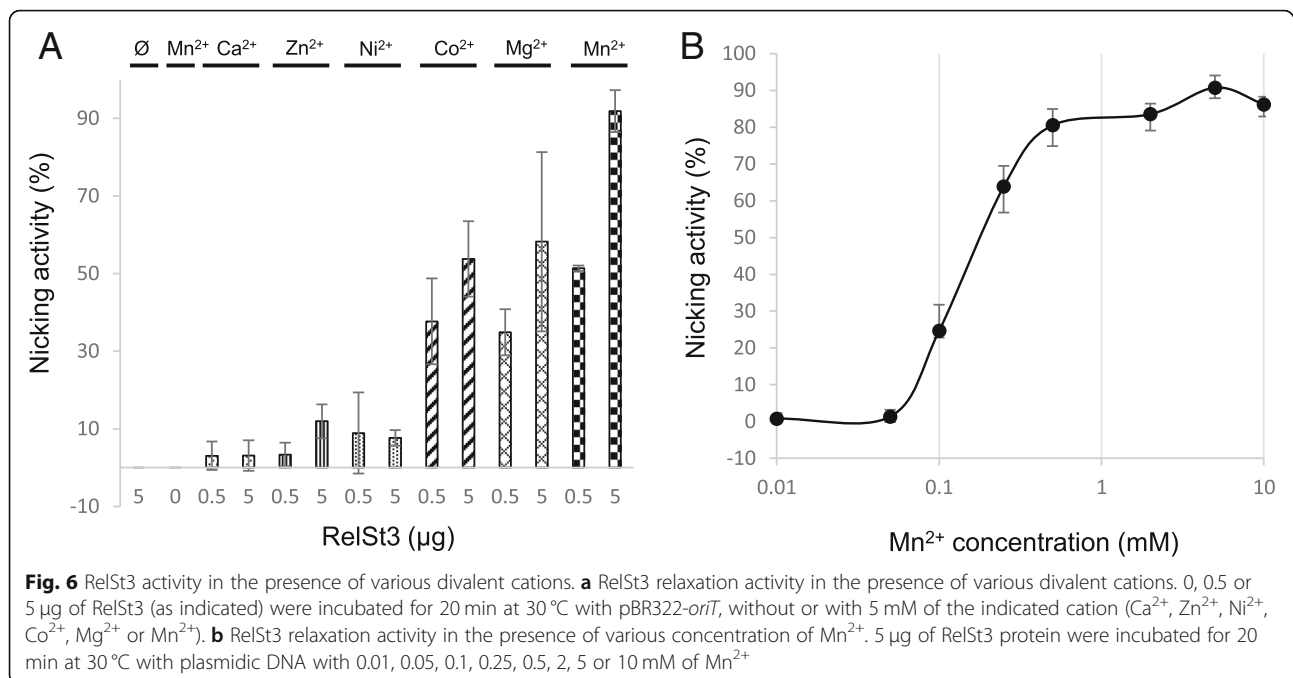 A
Ø Mn²⁺ Ca²⁺ Zn²⁺ Ni²⁺ Co²⁺ Mg²⁺ Mn²⁺
Nicking activity (%)
90
70
50
30
10
-10
5 0 0.5 5 0.5 5 0.5 5 0.5 5 0.5 5 0.5 5
RelSt3 (µg)
B
Nicking activity (%)
100
90
80
70
60
50
40
30
20
10
0
-10
0.01 0.1 1 10
Mn²⁺ concentration (mM)
Fig. 6 RelSt3 activity in the presence of various divalent cations. a RelSt3 relaxation activity in the presence of various divalent cations. 0, 0.5 or
5 µg of RelSt3 (as indicated) were incubated for 20 min at 30 °C with pBR322-oriT, without or with 5 mM of the indicated cation (Ca²⁺, Zn²⁺, Ni²⁺,
Co²⁺, Mg²⁺ or Mn²⁺). b RelSt3 relaxation activity in the presence of various concentration of Mn²⁺. 5 µg of RelSt3 protein were incubated for 20
min at 30 °C with plasmidic DNA with 0.01, 0.05, 0.1, 0.25, 0.5, 2, 5 or 10 mM of Mn²⁺